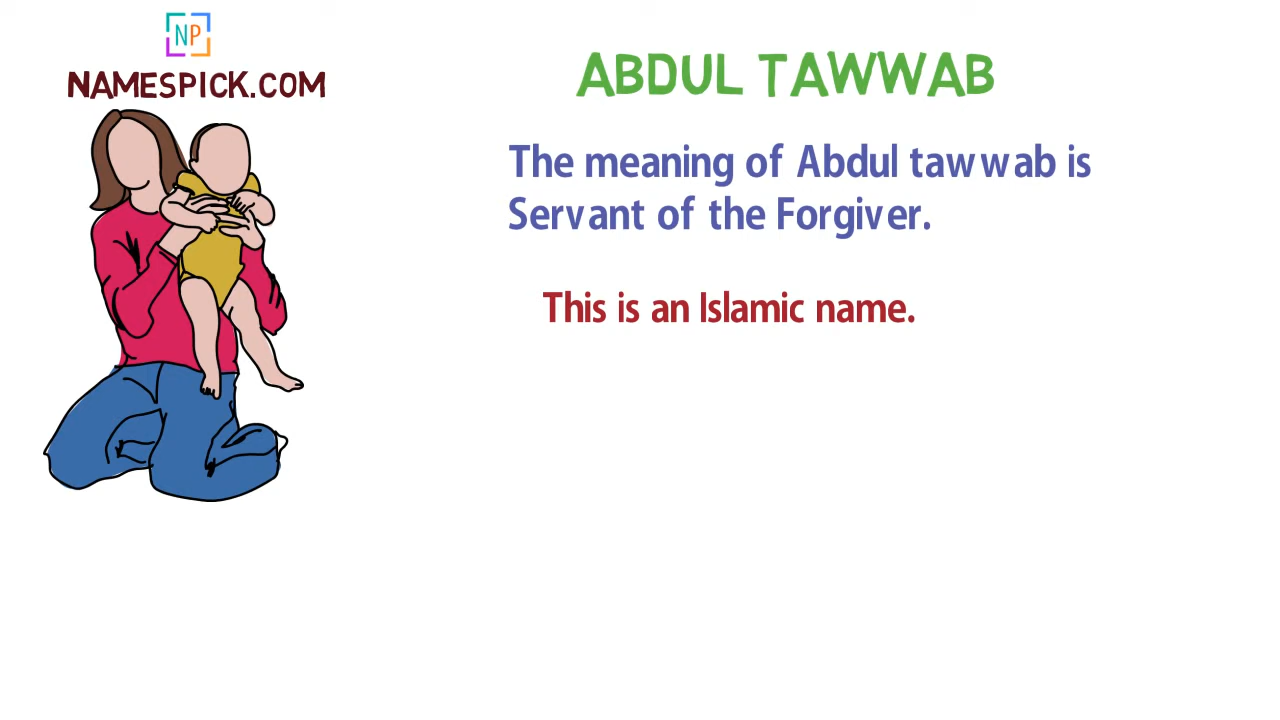 NP
NAMESPICK.COM
ABDUL TAWWAB
The meaning of Abdul tawwab is
Servant of the Forgiver.
This is an Islamic name.